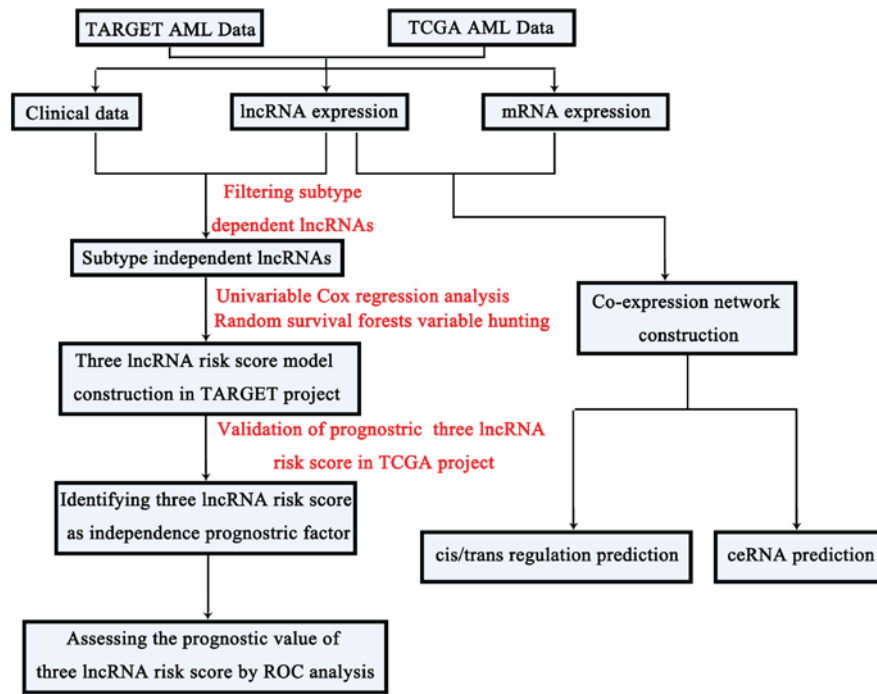 TARGET AML Data
TCGA AML Data
Clinical data
lncRNA expression
mRNA expression
Filtering subtype
dependent lncRNAs
Subtype independent lncRNAs
Univariable Cox regression analysis
Random survival forests variable hunting
Co-expression network
construction
Three lncRNA risk score model
construction in TARGET project
Validation of prognostric three lncRNA
risk score in TCGA project
Identifying three lncRNA risk score
as independence prognostric factor
cis/trans regulation prediction
ceRNA prediction
Assessing the prognostic value of
three lncRNA risk score by ROC analysis